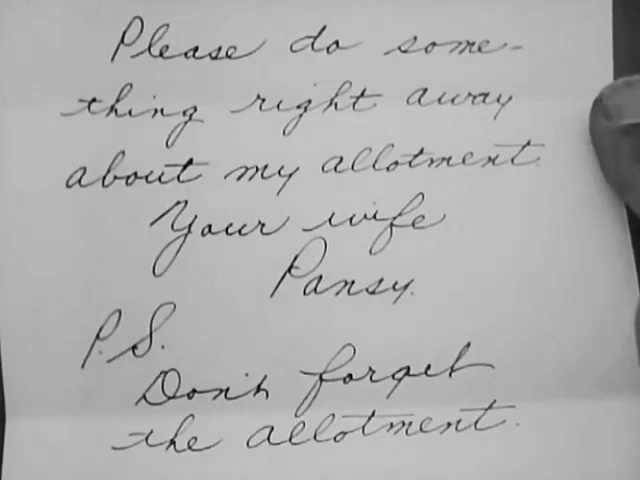 Please do some-
thing right away
about my allotment.
Your wife
Pansy.
P.S.
Don't forget
the allotment.